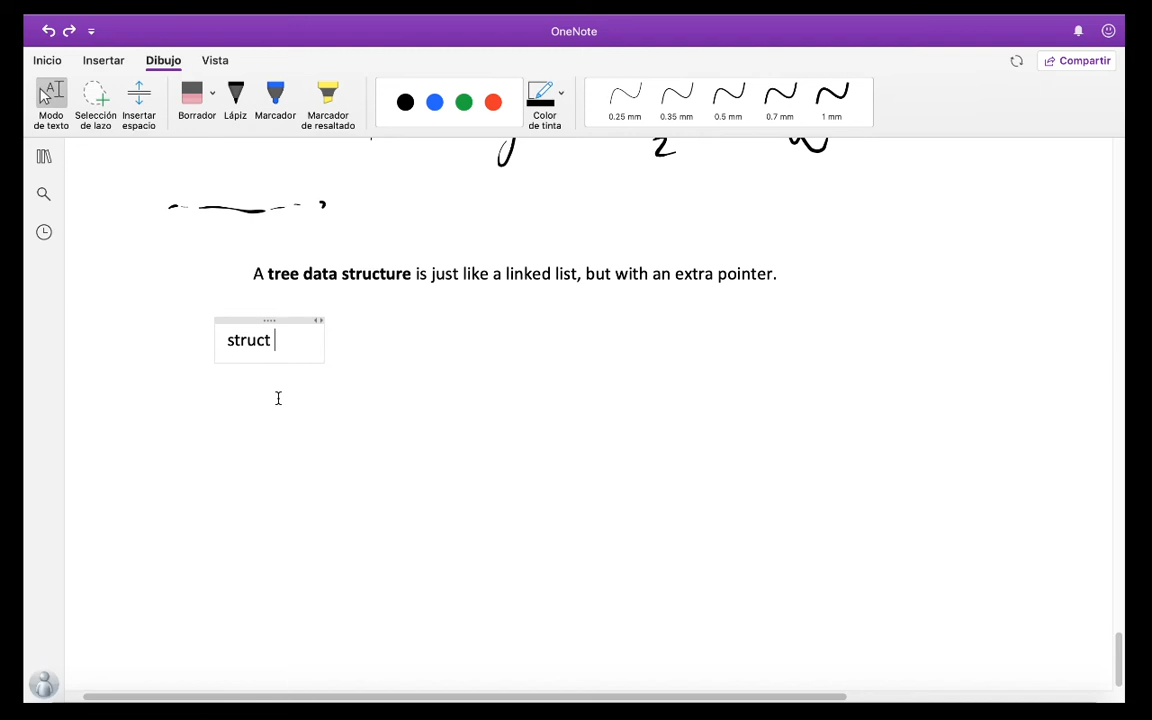 OneNote
Inicio Insertar Dibujo Vista Compartir
Modo de texto
Selección de lazo
Insertar espacio
Borrador
Lápiz
Marcador
Marcador de resaltado
Color de tinta
0.25 mm 0.35 mm 0.5 mm 0.7 mm 1 mm
A tree data structure is just like a linked list, but with an extra pointer.
struct